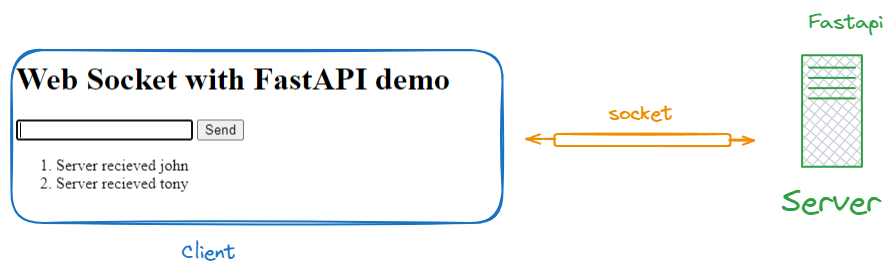 Fastapi
Web Socket with FastAPI demo
Send
socket
1. Server recieved john
2. Server recieved tony
Server
Client